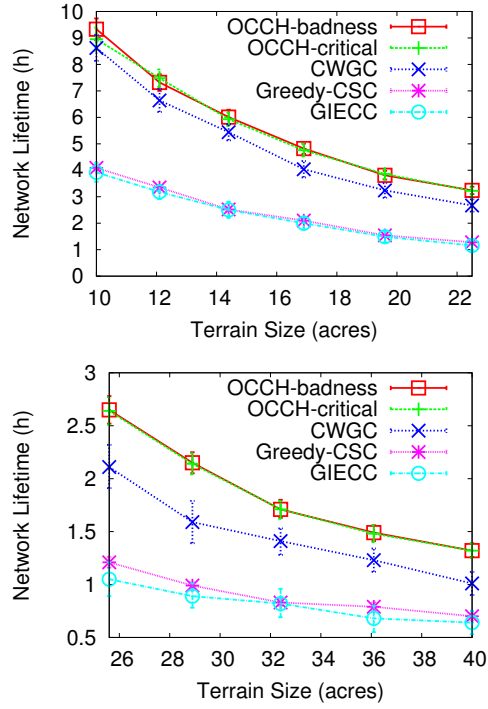 10
9
8
7
6
5
4
3
2
1
0
Network Lifetime (h)
OCCH-badness
OCCH-critical
CWGC
Greedy-CSC
GIECC
10 12 14 16 18 20 22
Terrain Size (acres)
3
2.5
2
1.5
1
0.5
Network Lifetime (h)
OCCH-badness
OCCH-critical
CWGC
Greedy-CSC
GIECC
26 28 30 32 34 36 38 40
Terrain Size (acres)